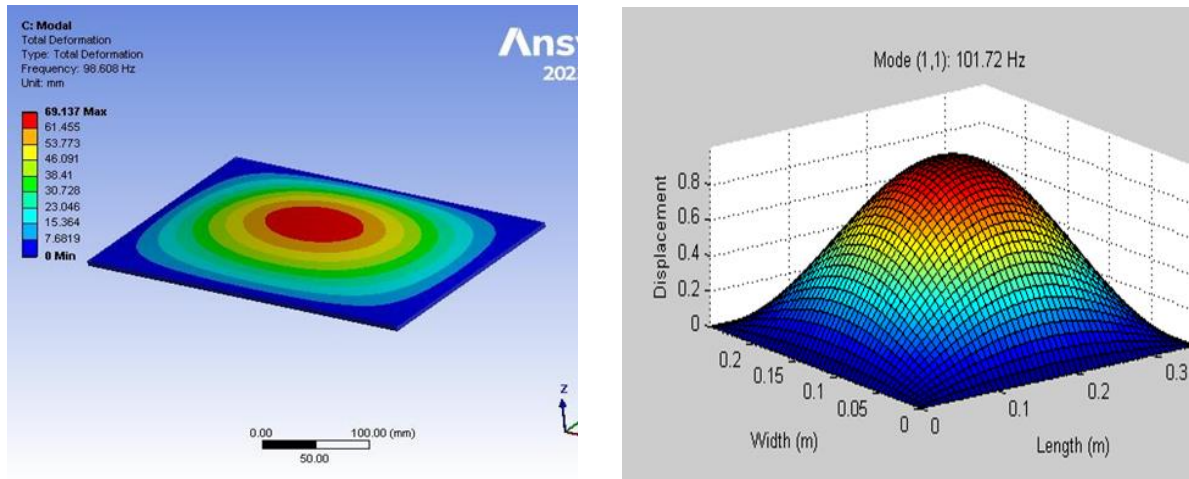 C: Modal
Total Deformation
Type: Total Deformation
Frequency: 98.608 Hz
Unit: mm
69.137 Max
61.455
53.773
46.091
38.41
30.728
23.046
15.364
7.6819
0 Min
0.00 100.00 (mm)
50.00
Z
Mode (1,1): 101.72 Hz
Displacement
0.8
0.6
0.4
0.2
0
0.2 0.15 0.1 0.05 0
Width (m)
0 0.1 0.2 0.3
Length (m)